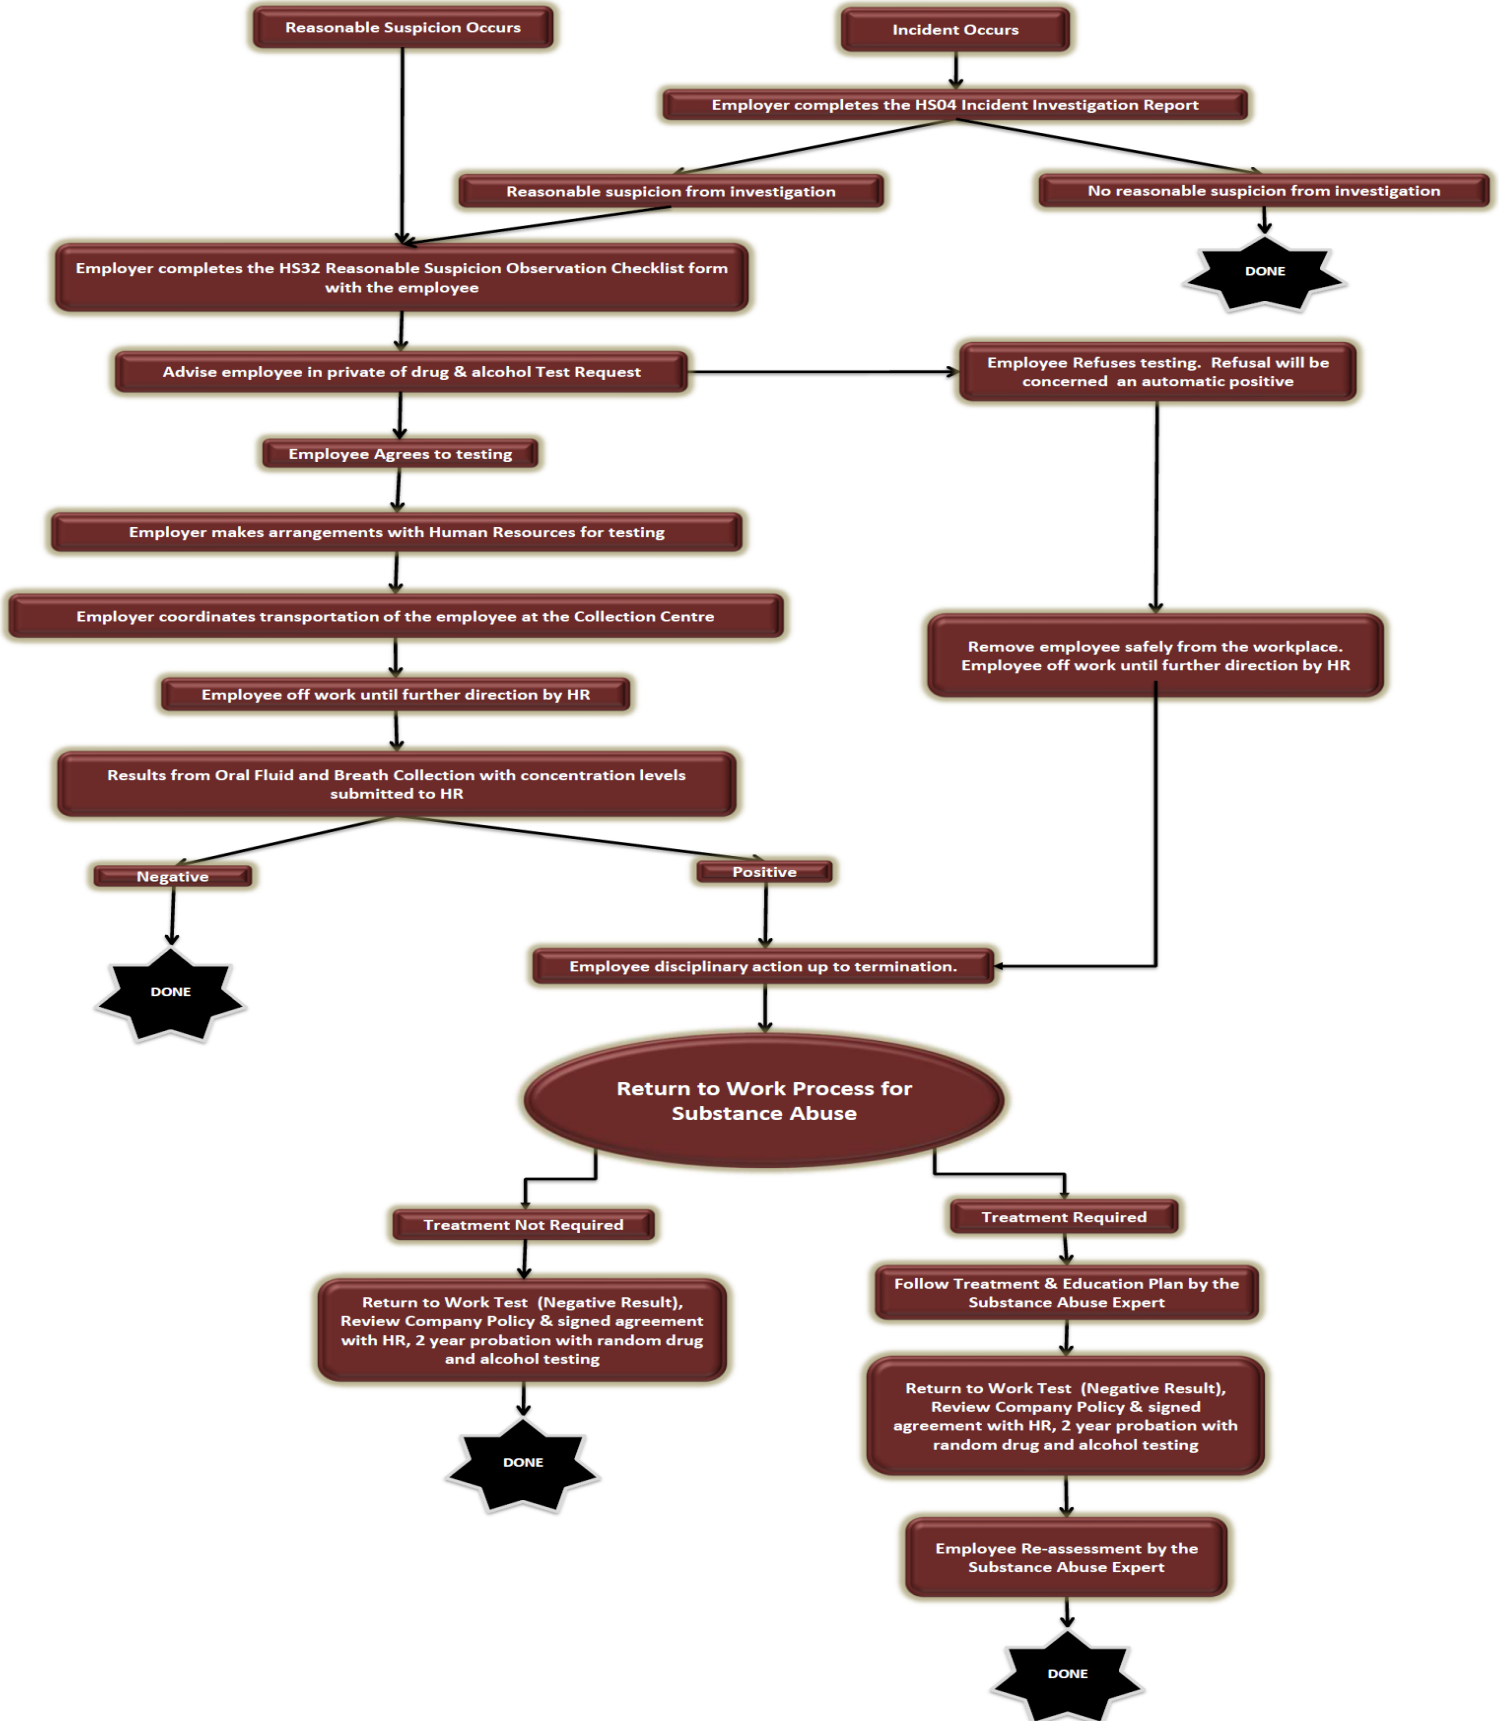 Reasonable Suspicion Occurs
Incident Occurs
Employer completes the HS04 Incident Investigation Report
Reasonable suspicion from investigation
No reasonable suspicion from investigation
Employer completes the HS32 Reasonable Suspicion Observation Checklist form
with the employee
DONE
Advise employee in private of drug & alcohol Test Request
Employee Refuses testing.  Refusal will be
concerned  an automatic positive
Employee Agrees to testing
Employer makes arrangements with Human Resources for testing
Employer coordinates transportation of the employee at the Collection Centre
Remove employee safely from the workplace.
Employee off work until further direction by HR
Employee off work until further direction by HR
Results from Oral Fluid and Breath Collection with concentration levels
submitted to HR
Negative
Positive
DONE
Employee disciplinary action up to termination.
Return to Work Process for
Substance Abuse
Treatment Not Required
Treatment Required
Return to Work Test  (Negative Result),
Review Company Policy & signed agreement
with HR, 2 year probation with random drug
and alcohol testing
Follow Treatment & Education Plan by the
Substance Abuse Expert
DONE
Return to Work Test  (Negative Result),
Review Company Policy & signed
agreement with HR, 2 year probation with
random drug and alcohol testing
Employee Re-assessment by the
Substance Abuse Expert
DONE